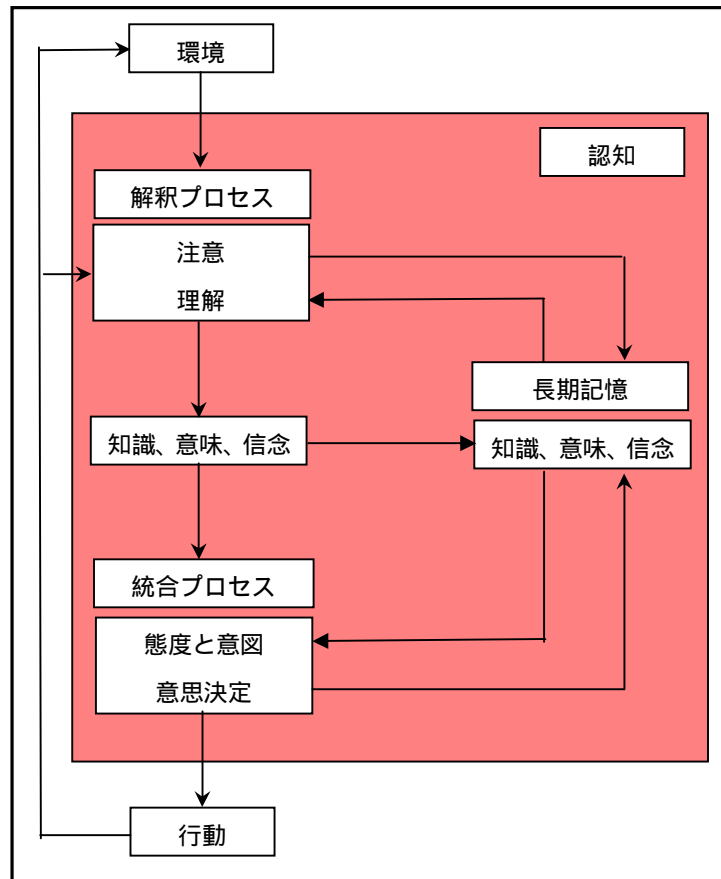 環境
認知
解釈プロセス
注意
理解
長期記憶
知識、意味、信念
知識、意味、信念
統合プロセス
態度と意図
意思決定
行動